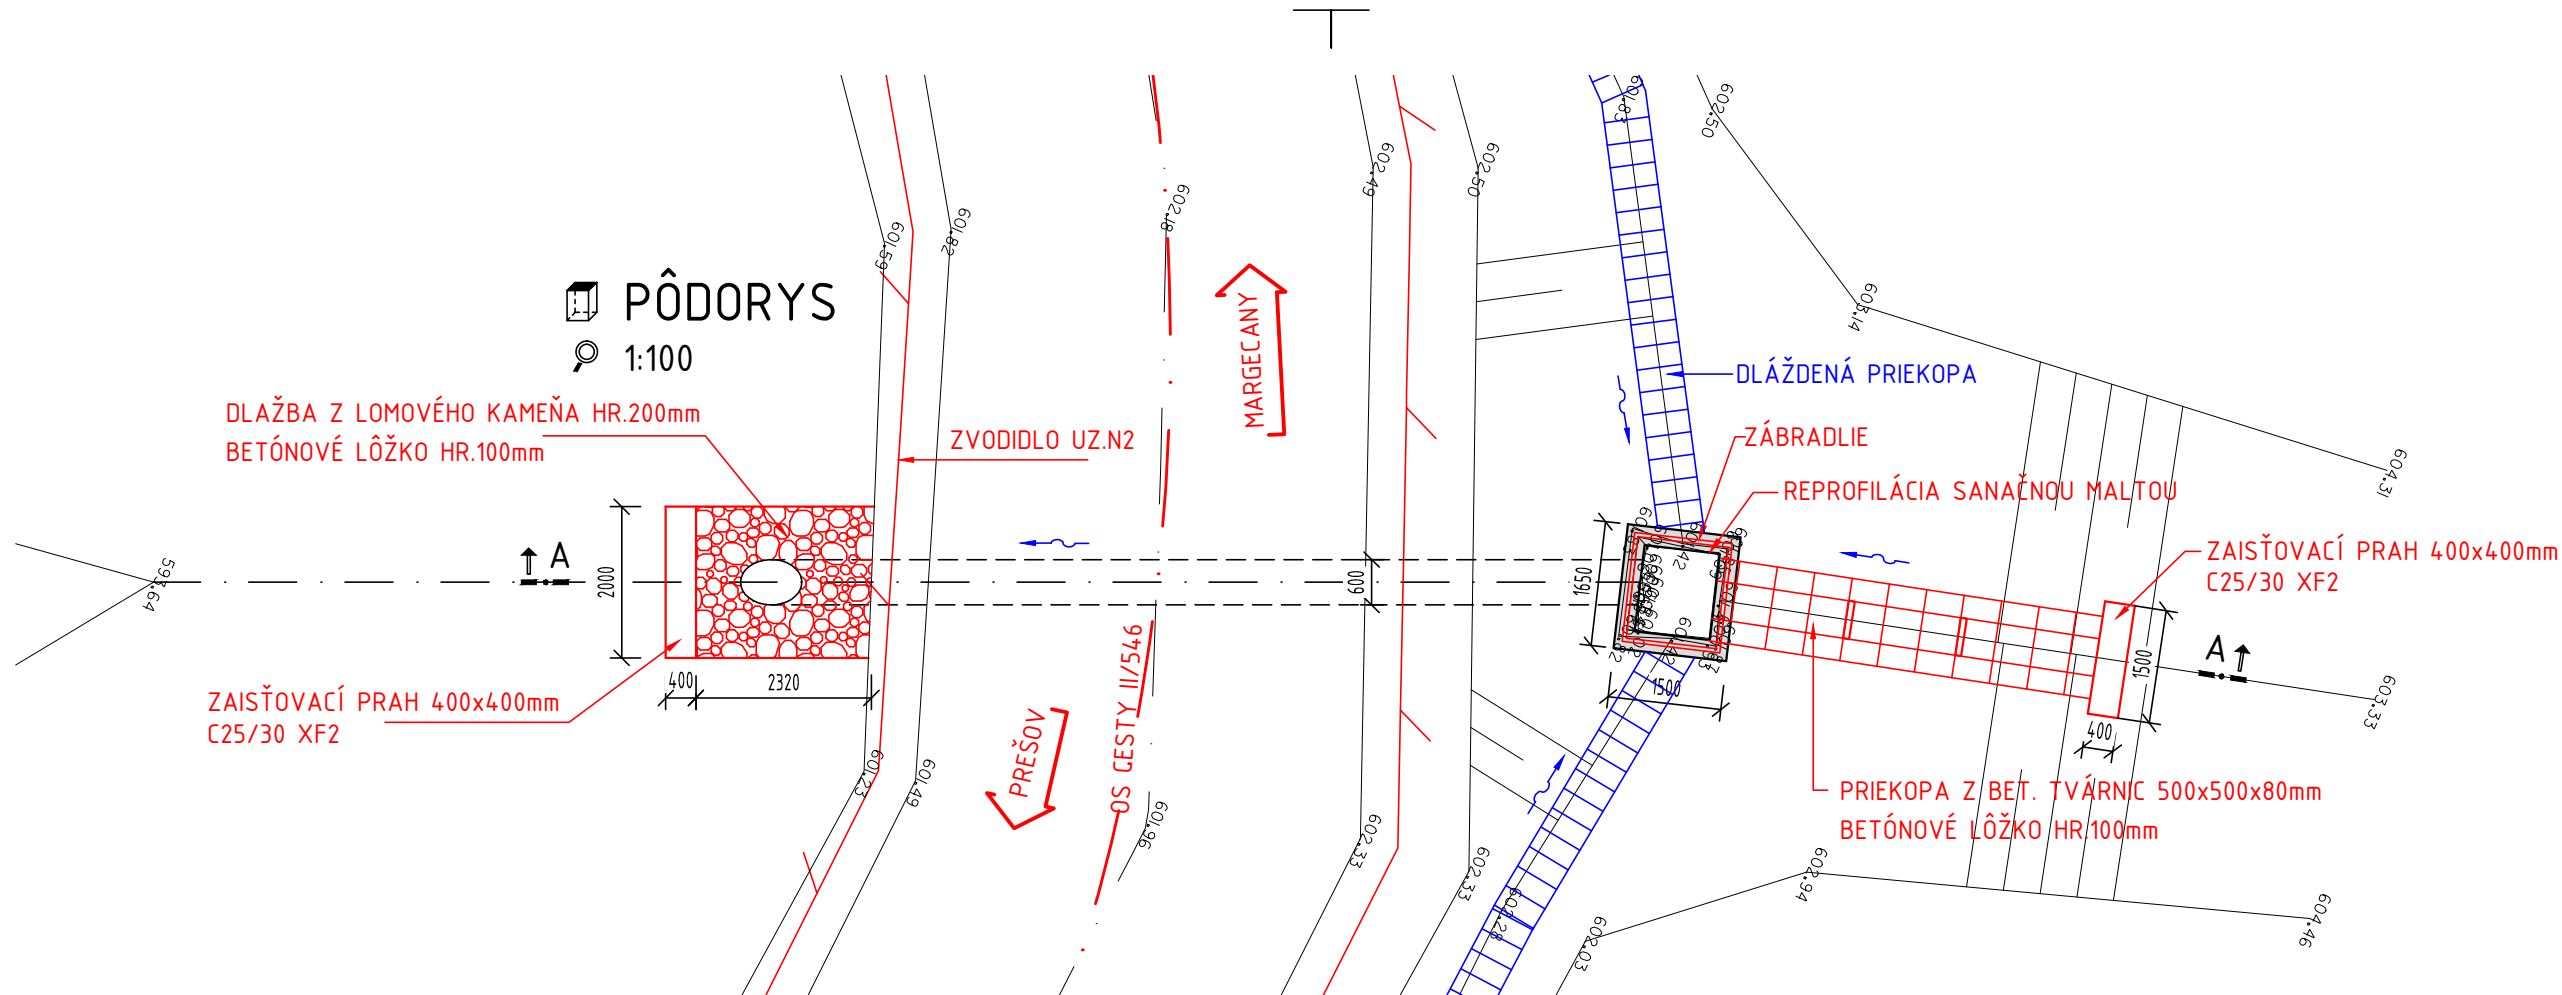 PÔDORYS
1:100
DLAŽBA Z LOMOVÉHO KAMEŇA HR.200mm
BETÓNOVÉ LÔŽKO HR.100mm
ZVODIDLO UZ.N2
MARGECANY
PREŠOV
OS CESTY II/546
DLÁŽDENÁ PRIEKOPA
ZÁBRADLIE
REPROFILÁCIA SANAČNOU MALTOU
ZAISŤOVACÍ PRAH 400x400mm
C25/30 XF2
ZAISŤOVACÍ PRAH 400x400mm
C25/30 XF2
PRIEKOPA Z BET. TVÁRNIC 500x500x80mm
BETÓNOVÉ LÔŽKO HR.100mm
A
A
2000
400
2320
600
1650
1500
1500
400
593.64
601.59
601.82
602.18
602.49
602.50
601.83
602.50
603.14
604.31
603.33
604.46
602.94
602.03
602.33
602.33
601.96
601.49
601.23